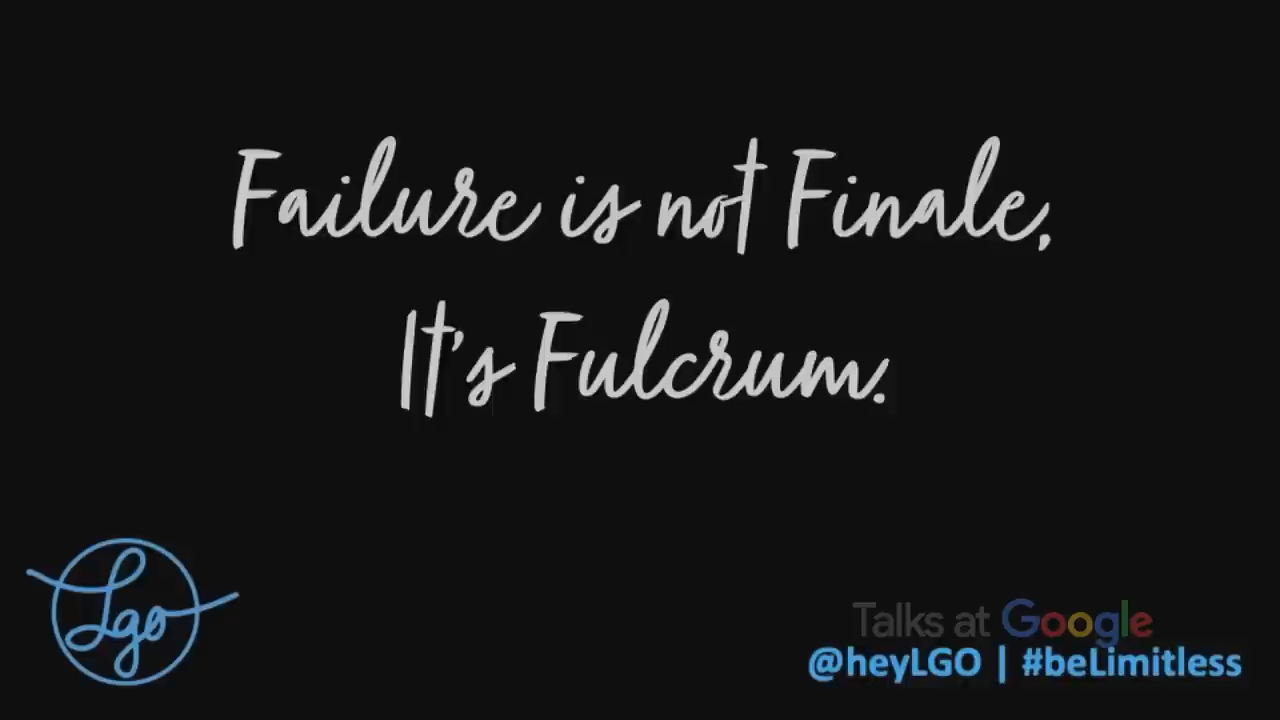 Failure is not Finale,
It's Fulcrum.
Lgo
Talks at Google
@heyLGO | #beLimitless